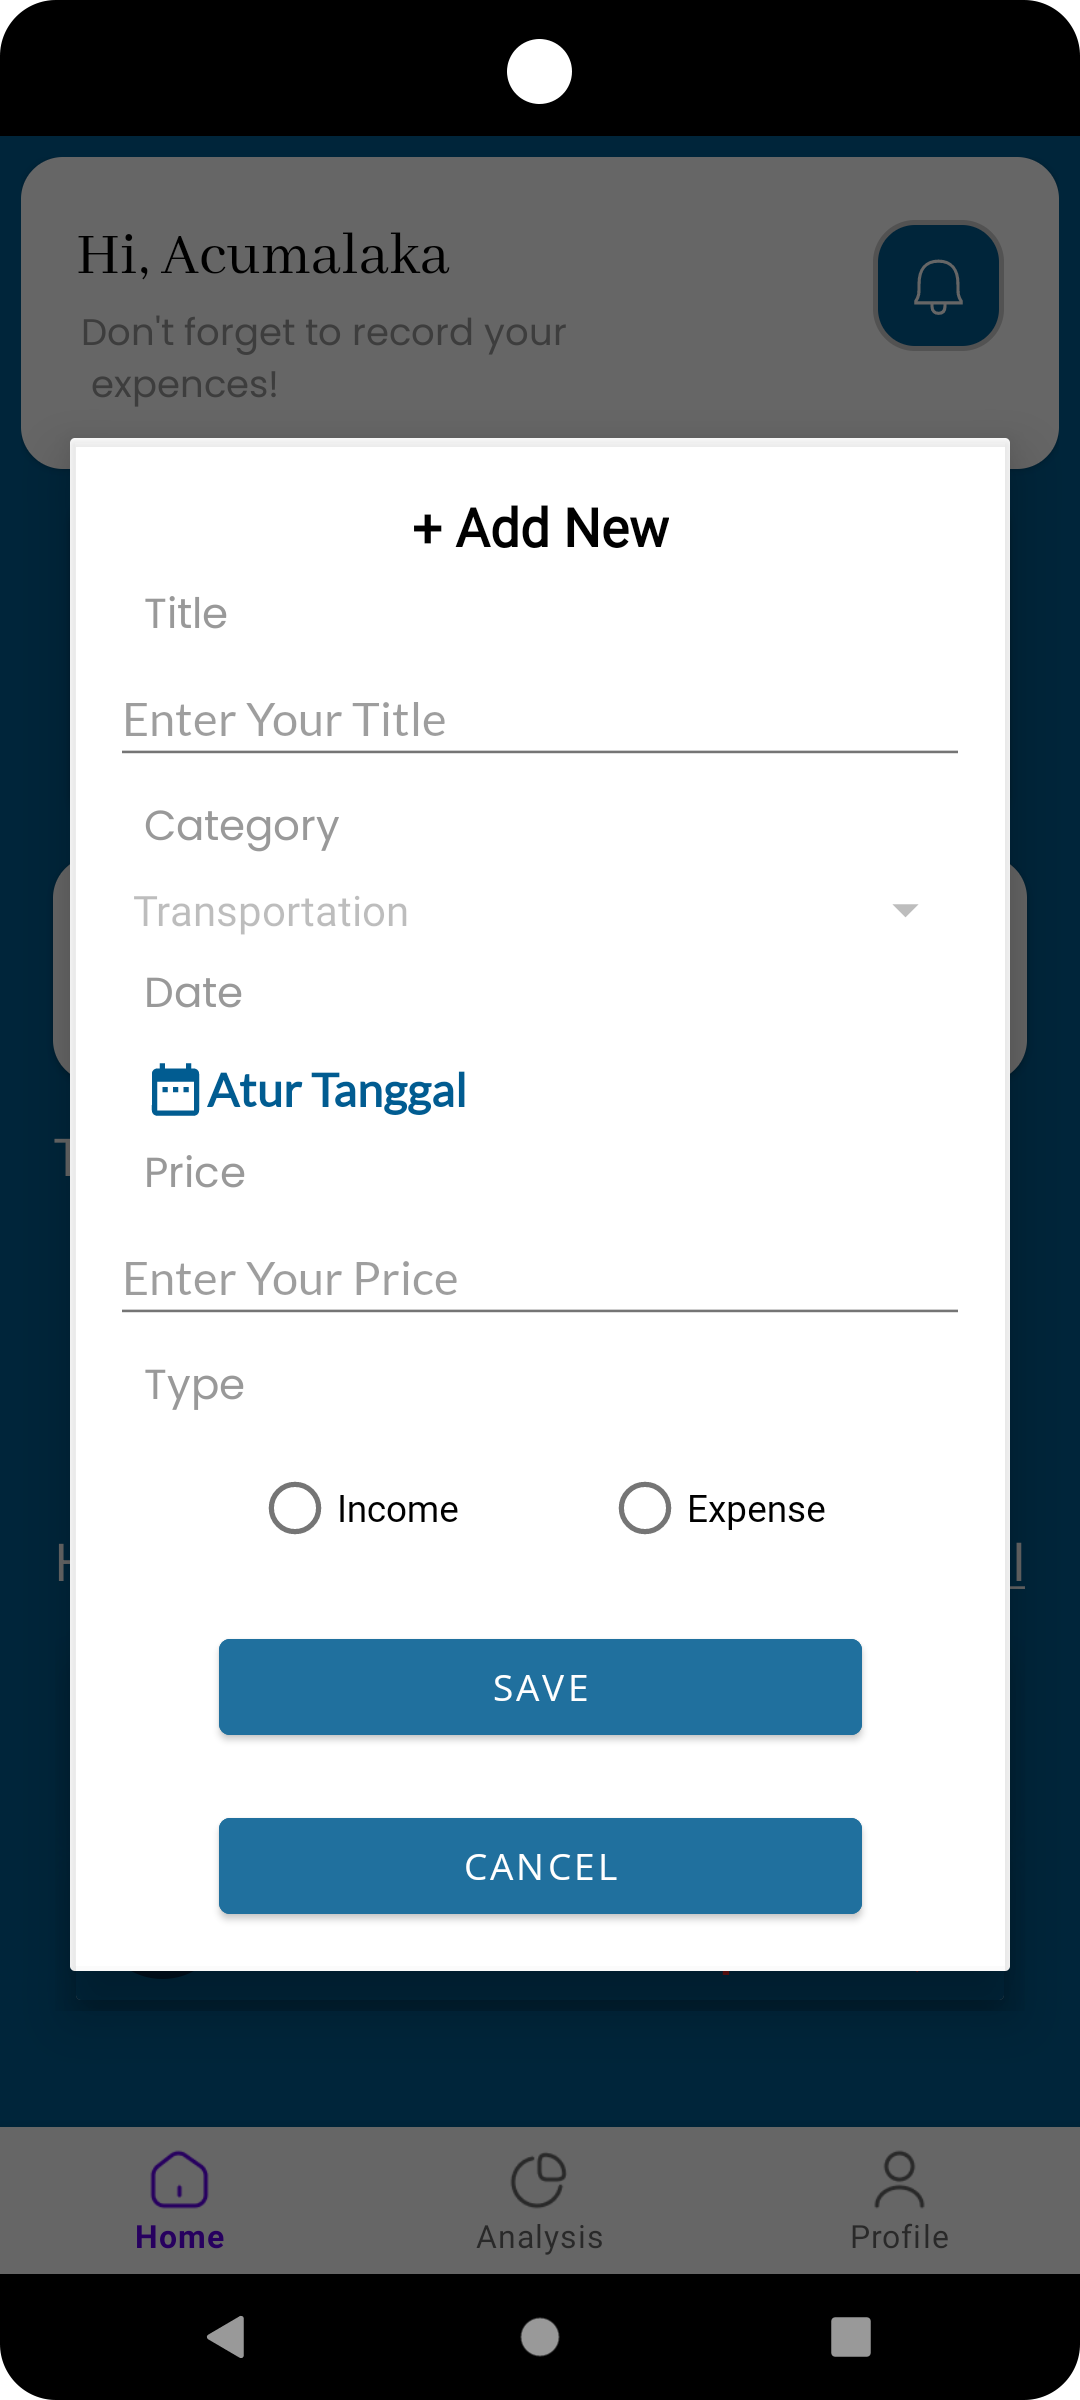 Hi, Acumalaka
Don't forget to record your
expences!
+ Add New
Title
Enter Your Title
Category
Transportation
Date
Atur Tanggal
Price
Enter Your Price
Type
Income
Expense
SAVE
CANCEL
Home
Analysis
Profile